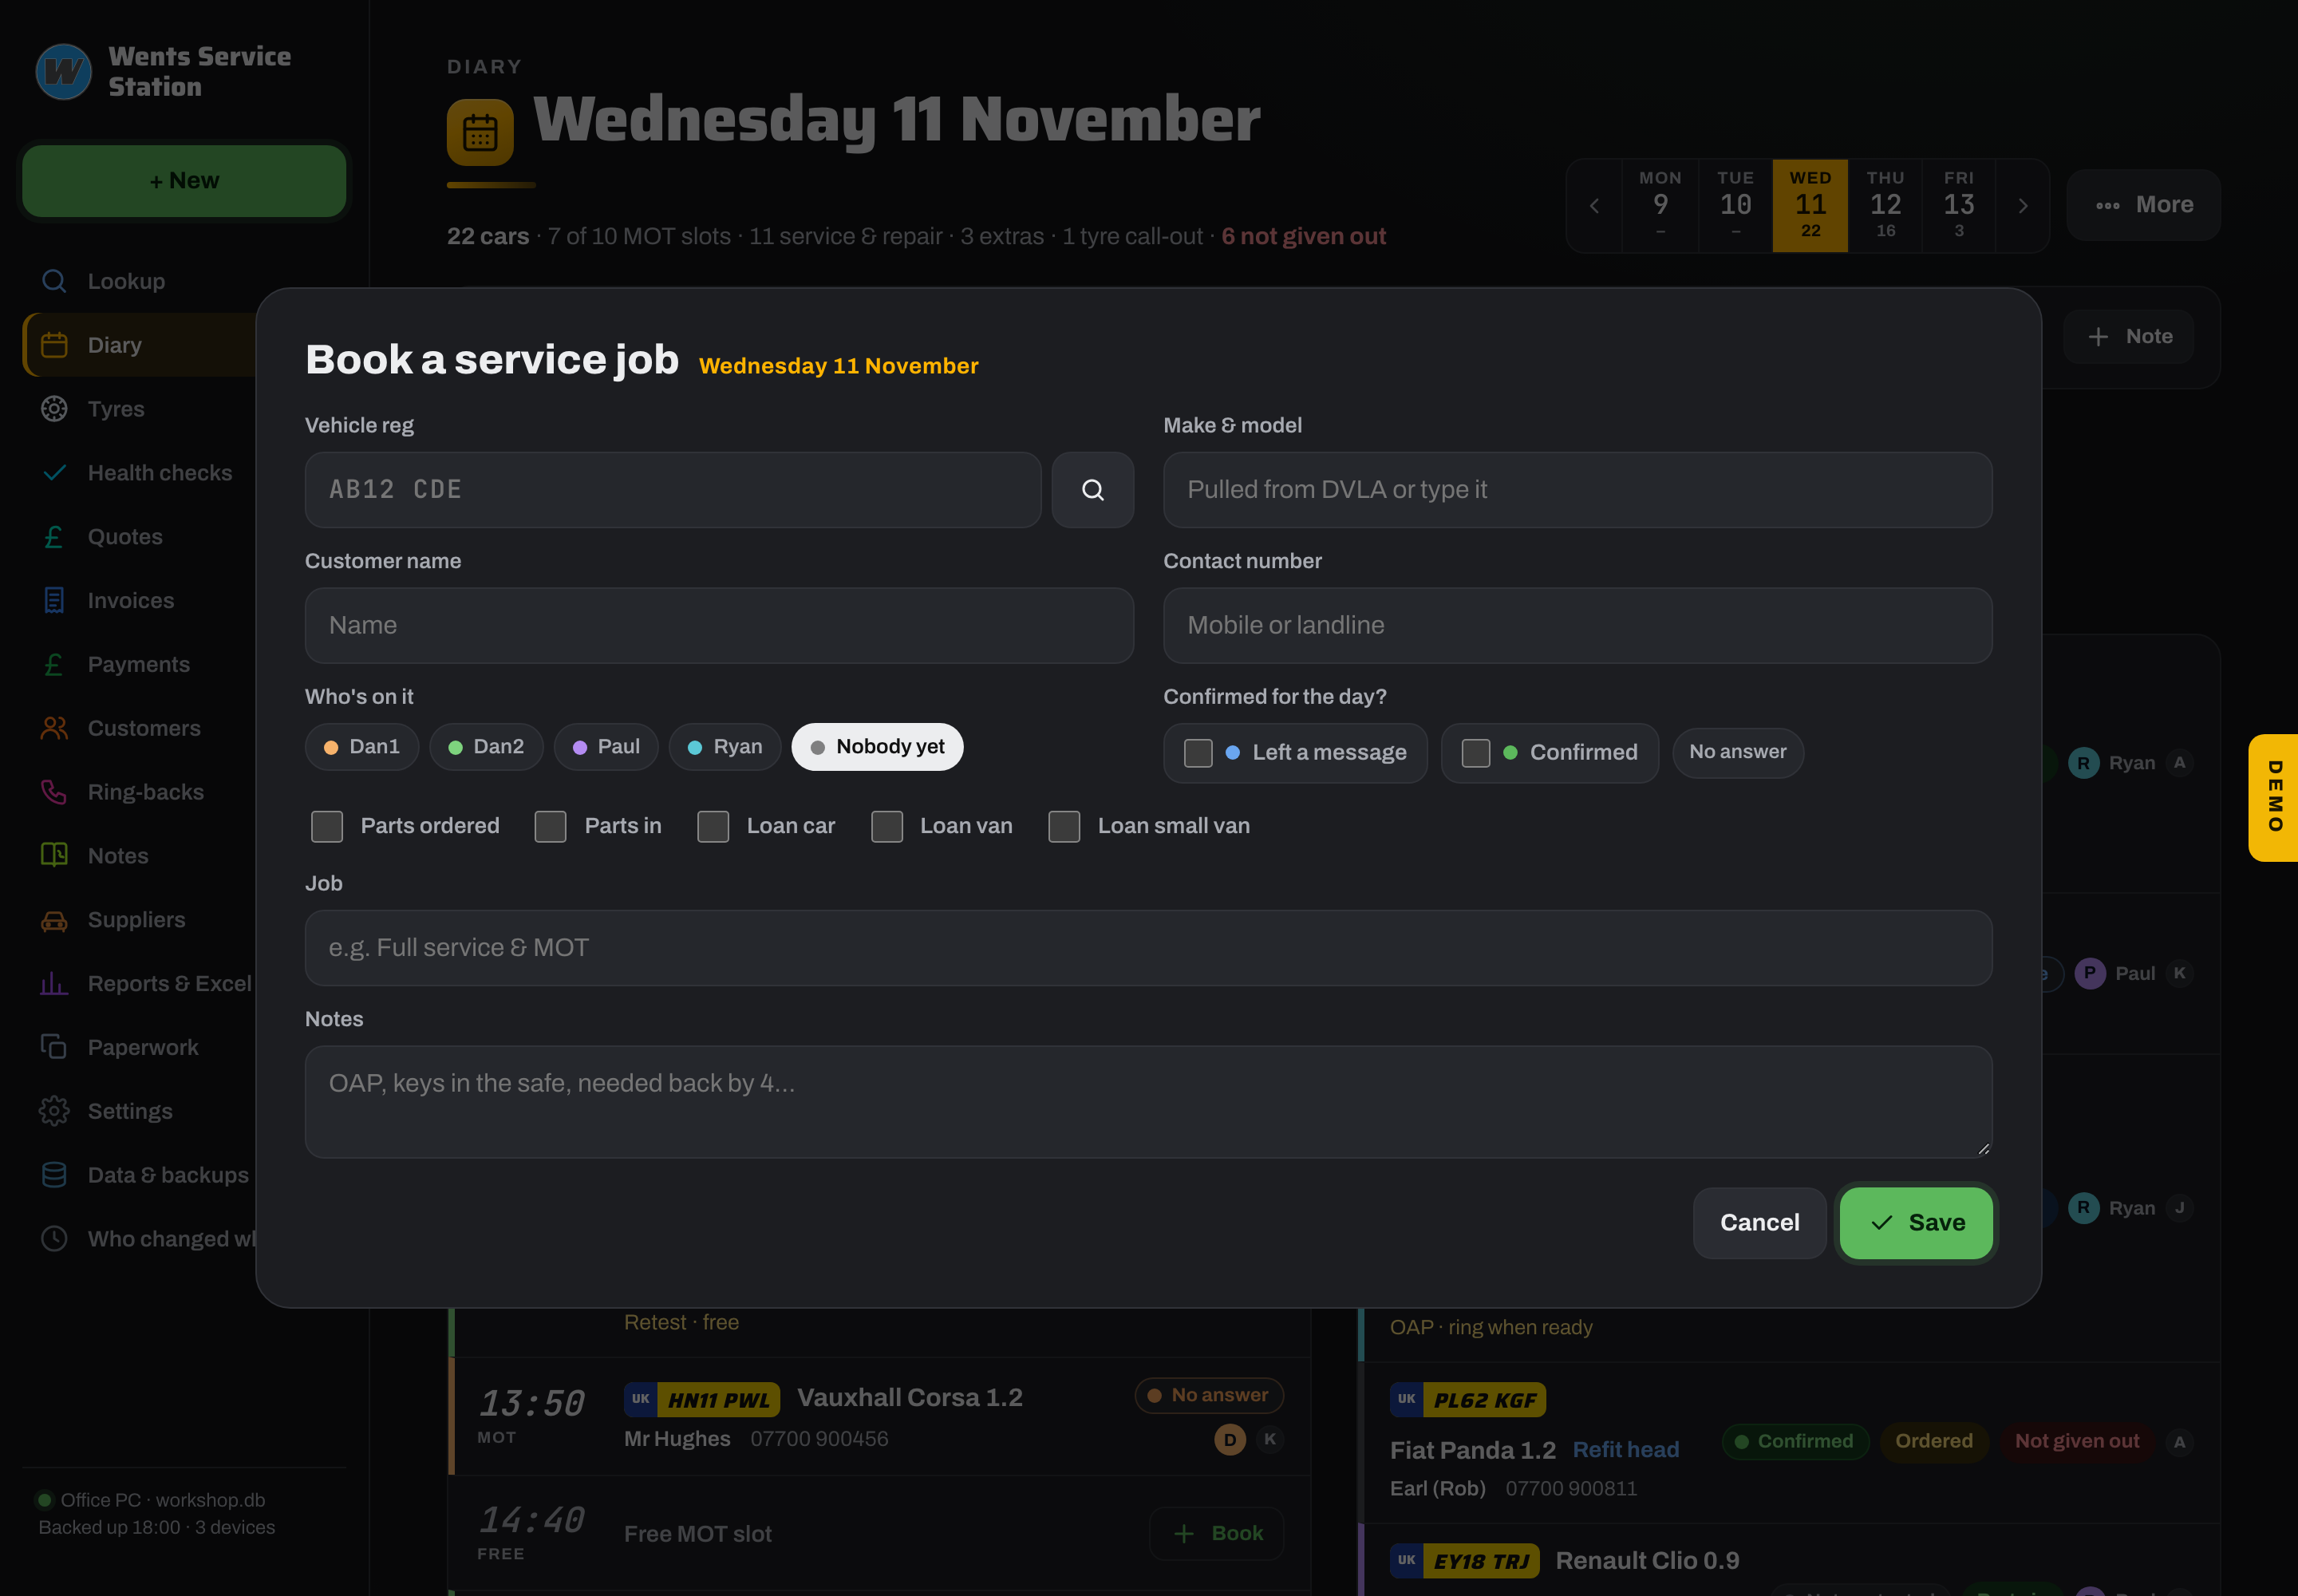 Wents Service
Station
+ New
Lookup
Diary
Tyres
Health checks
Quotes
Invoices
Payments
Customers
Ring-backs
Notes
Suppliers
Reports & Excel
Paperwork
Settings
Data & backups
Who changed
Office PC · workshop.db
Backed up 18:00 · 3 devices
DIARY
Wednesday 11 November
22 cars · 7 of 10 MOT slots · 11 service & repair · 3 extras · 1 tyre call-out · 6 not given out
MON
9
–
TUE
10
–
WED
11
22
THU
12
16
FRI
13
3
More
Note
Book a service job Wednesday 11 November
Vehicle reg
AB12 CDE
Make & model
Pulled from DVLA or type it
Customer name
Name
Contact number
Mobile or landline
Who's on it
Dan1 Dan2 Paul Ryan Nobody yet
Confirmed for the day?
Left a message Confirmed No answer
Parts ordered Parts in Loan car Loan van Loan small van
Job
e.g. Full service & MOT
Notes
OAP, keys in the safe, needed back by 4...
Cancel Save
R Ryan A
P Paul K
R Ryan J
DEMO
Retest · free
13:50
MOT
UK HN11 PWL Vauxhall Corsa 1.2
No answer
Mr Hughes 07700 900456
D K
14:40
FREE
Free MOT slot
+ Book
OAP · ring when ready
UK PL62 KGF
Fiat Panda 1.2 Refit head
Confirmed Ordered Not given out A
Earl (Rob) 07700 900811
UK EY18 TRJ Renault Clio 0.9